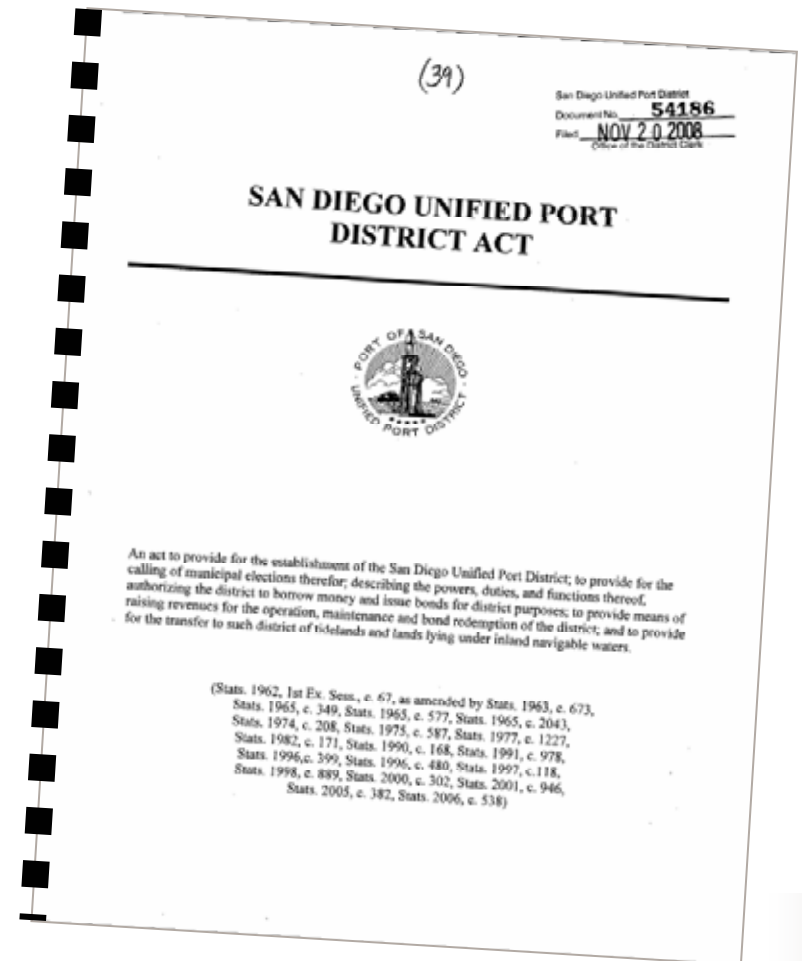 (39)
San Diego Unified Port District
Document No. 54186
Filed NOV 20 2008
Office of the District Clerk
SAN DIEGO UNIFIED PORT
DISTRICT ACT
PORT OF SAN DIEGO
UNIFIED PORT DISTRICT
An act to provide for the establishment of the San Diego Unified Port District; to provide for the
calling of municipal elections therefor; describing the powers, duties, and functions thereof,
authorizing the district to borrow money and issue bonds for district purposes; to provide means of
raising revenues for the operation, maintenance and bond redemption of the district; and to provide
for the transfer to such district of tidelands and lands lying under inland navigable waters.
(Stats. 1962, 1st Ex. Sess., c. 67, as amended by Stats. 1963, c. 673,
Stats. 1965, c. 349, Stats. 1965, c. 577, Stats. 1965, c. 2043,
Stats. 1974, c. 208, Stats. 1975, c. 587, Stats. 1977, c. 1227,
Stats. 1982, c. 171, Stats. 1990, c. 168, Stats. 1991, c. 978,
Stats. 1996,c. 399, Stats. 1996, c. 480, Stats. 1997, c.118,
Stats. 1998, c. 889, Stats. 2000, c. 302, Stats. 2001, c. 946,
Stats. 2005, c. 382, Stats. 2006, c. 538)